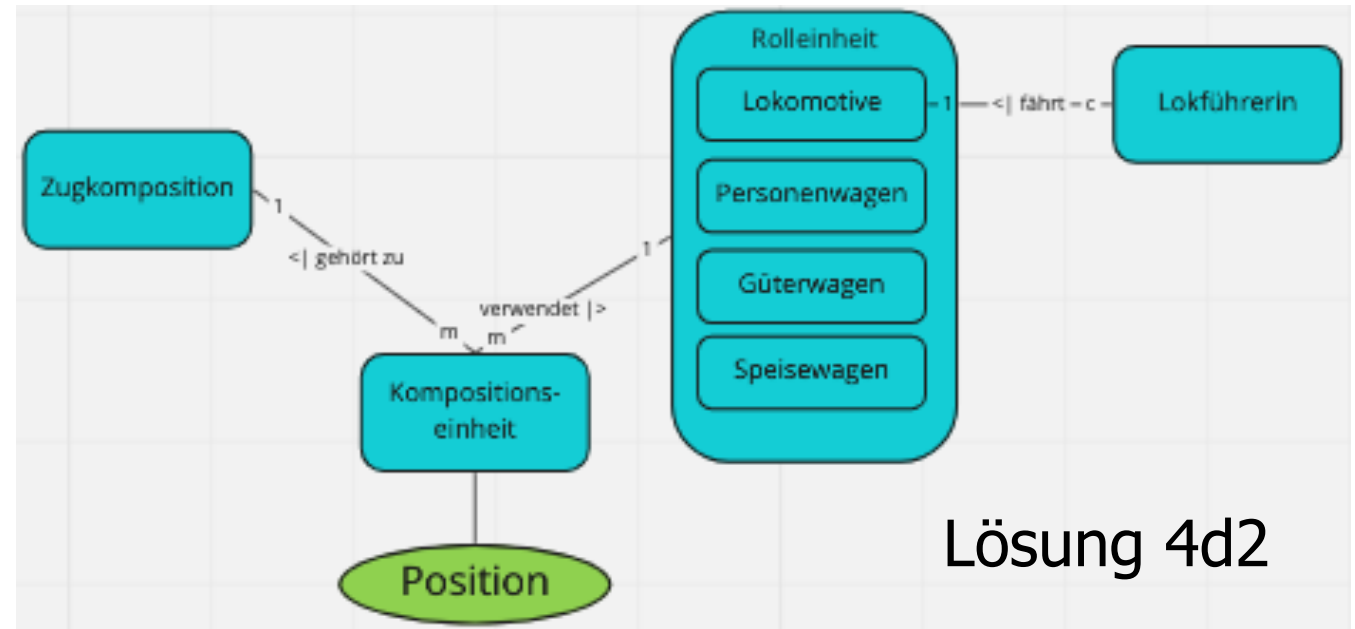 Rolleinheit
Lokomotive
1
<| fährt
c
Lokführerin
Zugkomposition
1
<| gehört zu
m
Personenwagen
1
verwendet |>
m
Güterwagen
Speisewagen
Kompositions-
einheit
Position
Lösung 4d2